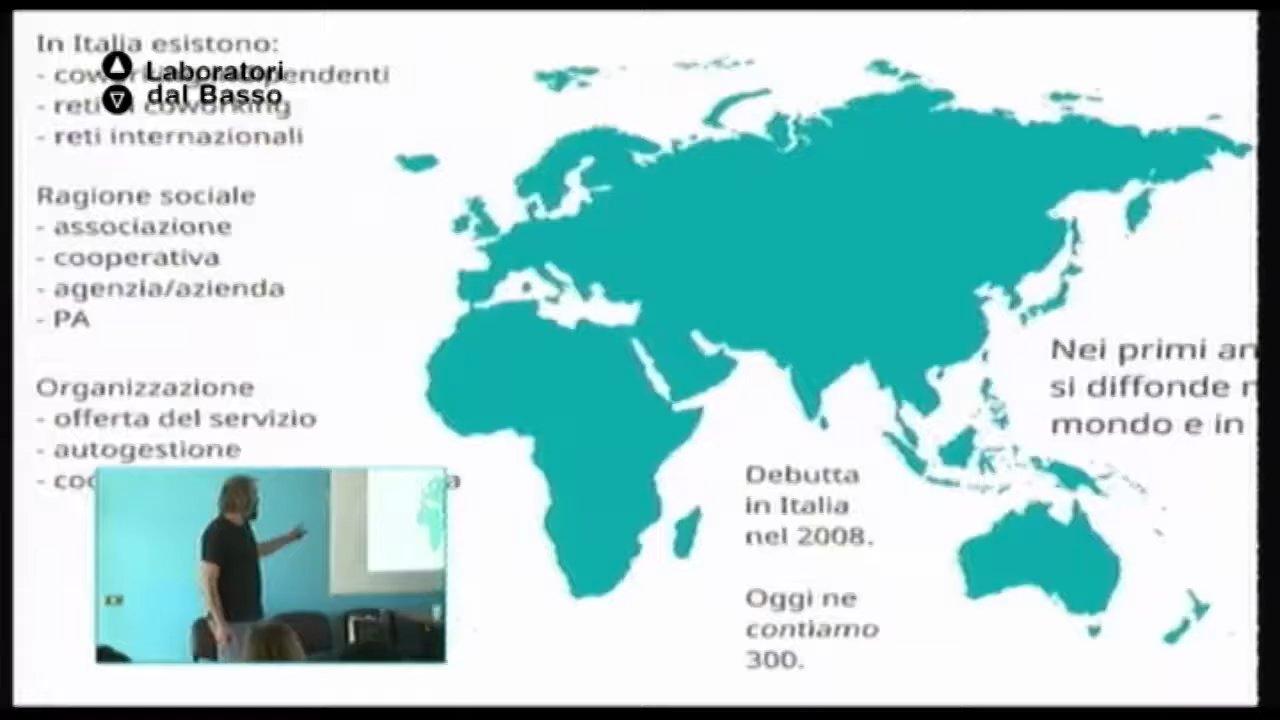 In Italia esistono:
- coworking indipendenti
- reti di coworking
- reti internazionali
Laboratori
dal Basso
Ragione sociale
- associazione
- cooperativa
- agenzia/azienda
- PA
Organizzazione
- offerta del servizio
- autogestione
Nei primi an
si diffonde n
mondo e in
Debutta
in Italia
nel 2008.
Oggi ne
contiamo
300.